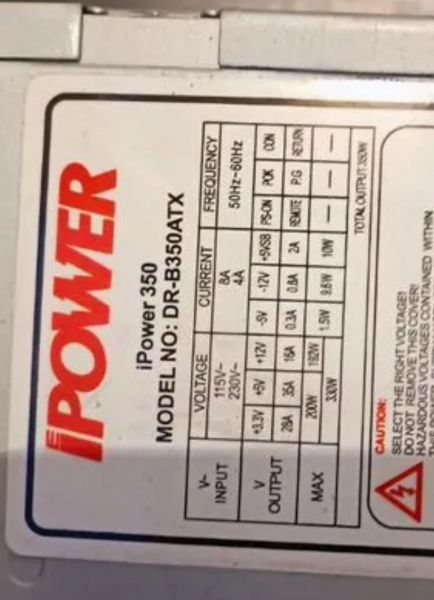 iPOWER
iPower 350
MODEL NO: DR-B350ATX
V~ INPUT VOLTAGE CURRENT FREQUENCY
115V~ 8A 50Hz~60Hz
230V~ 4A
V OUTPUT +3.3V +5V +12V -5V -12V +5VSB PS-ON POK CON
28A 35A 16A 0.3A 0.8A 2A REMOTE P.G RETURN
MAX 200W 192W 1.5W 9.6W 10W — — —
330W
TOTAL OUTPUT:350W
CAUTION:
SELECT THE RIGHT VOLTAGE!
DO NOT REMOVE THIS COVER!
HAZARDOUS VOLTAGES CONTAINED WITHIN